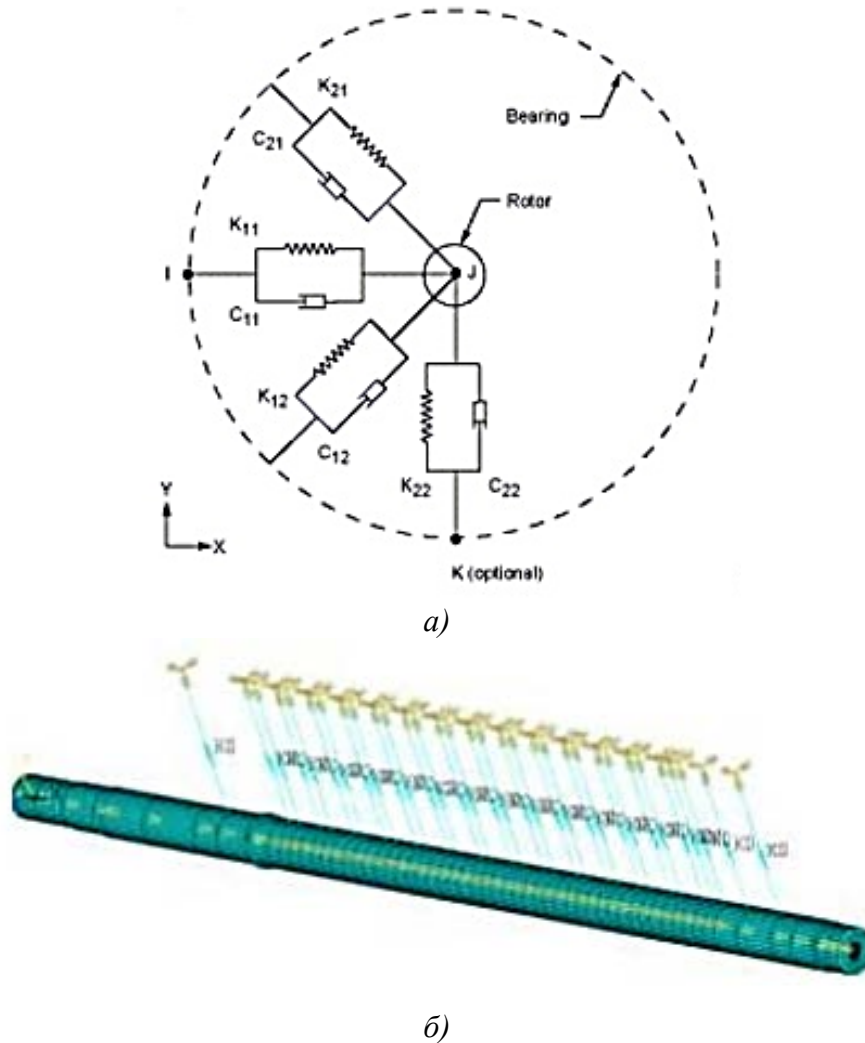 K21
Bearing
C21
Rotor
K11
I
J
C11
K12
C12
K22
C22
Y
X
K (optional)
а)
б)